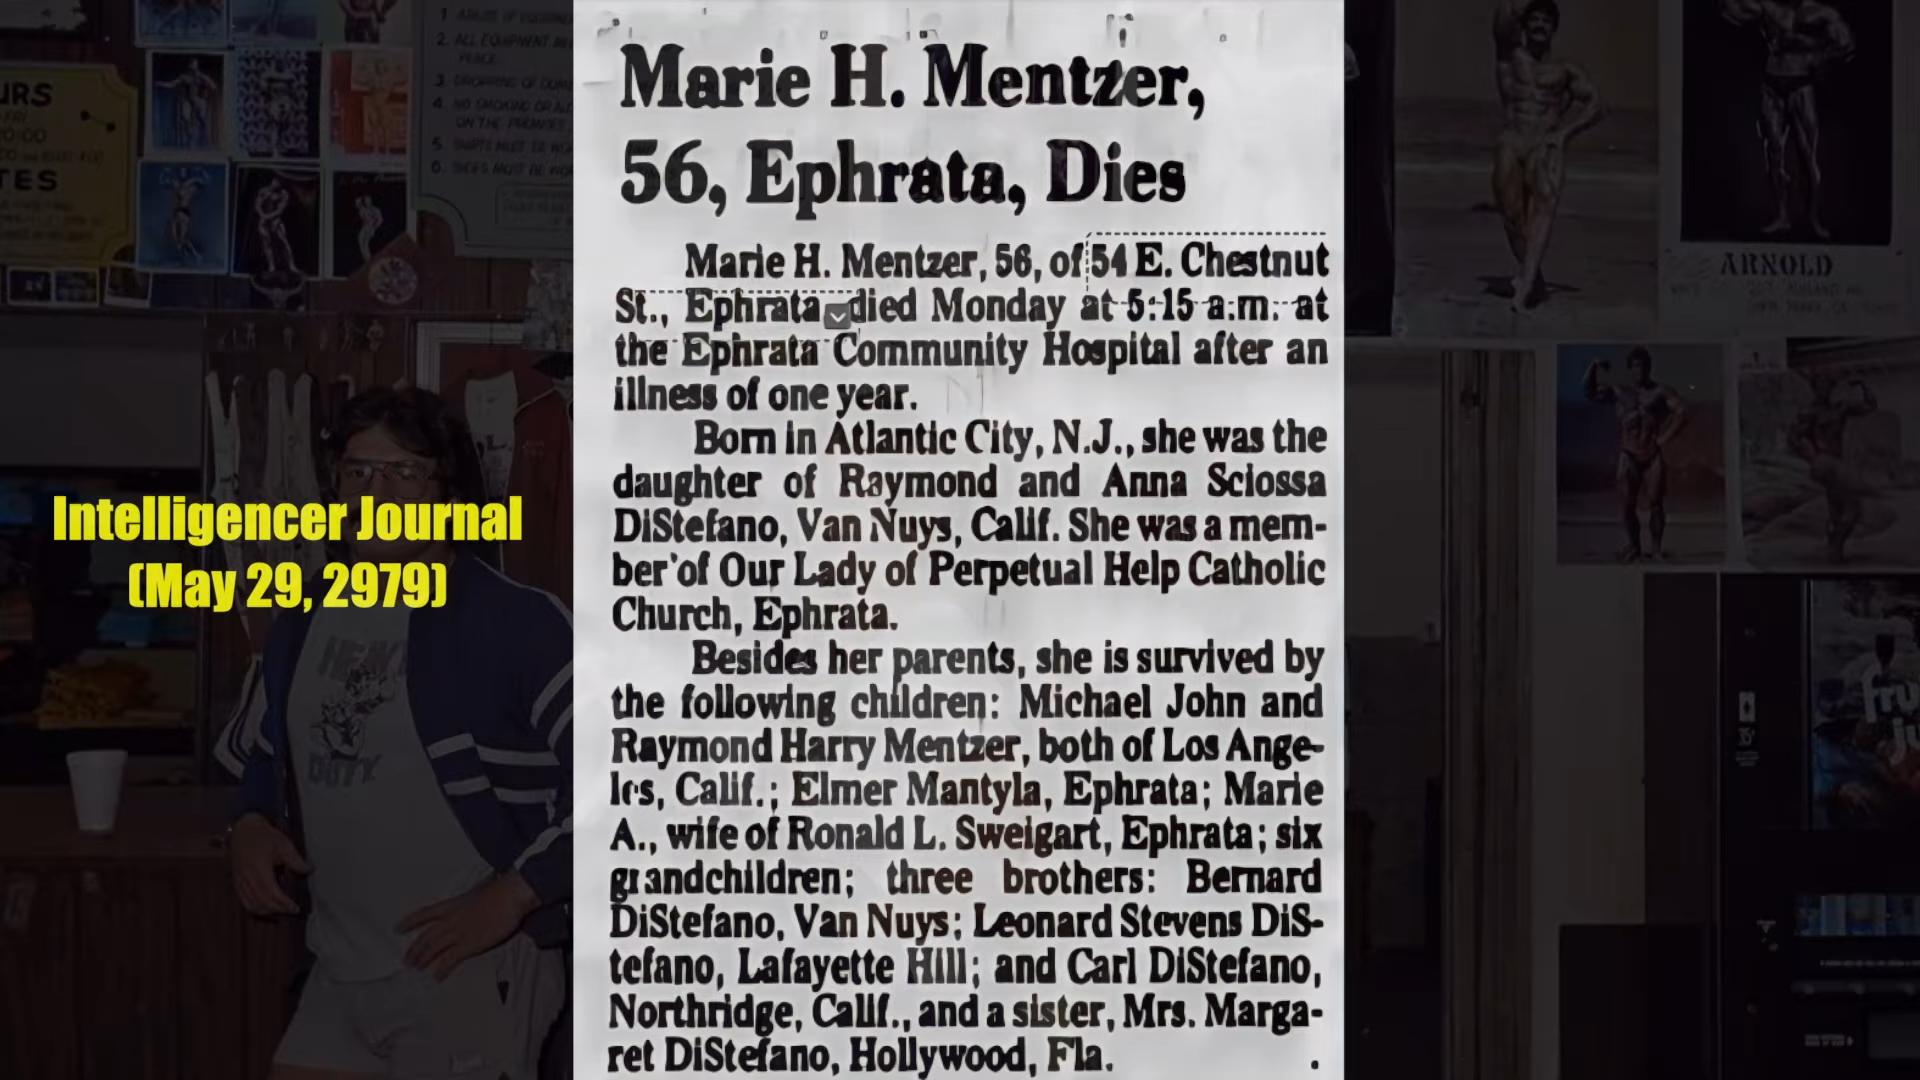 Intelligencer Journal
(May 29, 2979)
Marie H. Mentzer,
56, Ephrata, Dies
Marie H. Mentzer, 56, of 54 E. Chestnut
St., Ephrata died Monday at 5:15 a.m. at
the Ephrata Community Hospital after an
illness of one year.
Born in Atlantic City, N.J., she was the
daughter of Raymond and Anna Sciossa
DiStefano, Van Nuys, Calif. She was a mem-
ber of Our Lady of Perpetual Help Catholic
Church, Ephrata.
Besides her parents, she is survived by
the following children: Michael John and
Raymond Harry Mentzer, both of Los Ange-
les, Calif.; Elmer Mantyla, Ephrata; Marie
A., wife of Ronald L. Sweigart, Ephrata; six
grandchildren; three brothers: Bernard
DiStefano, Van Nuys; Leonard Stevens DiS-
tefano, Lafayette Hill; and Carl DiStefano,
Northridge, Calif., and a sister, Mrs. Marga-
ret DiStefano, Hollywood, Fla.
HEAVY
DUTY
ARNOLD